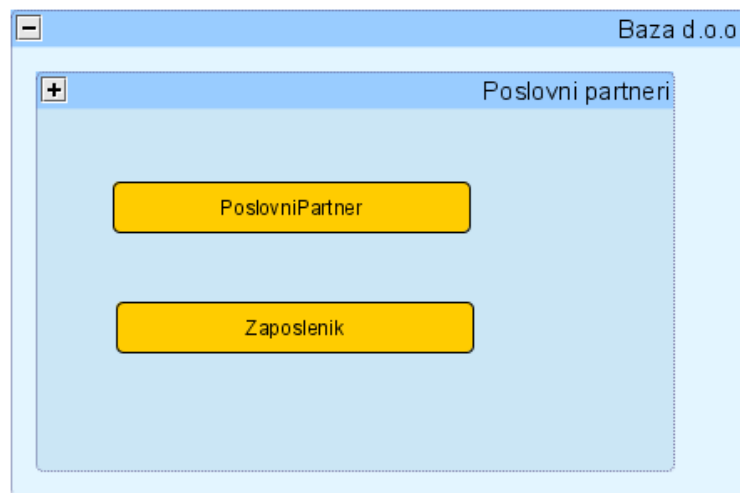 Baza d.o.o
Poslovni partneri
PoslovniPartner
Zaposlenik